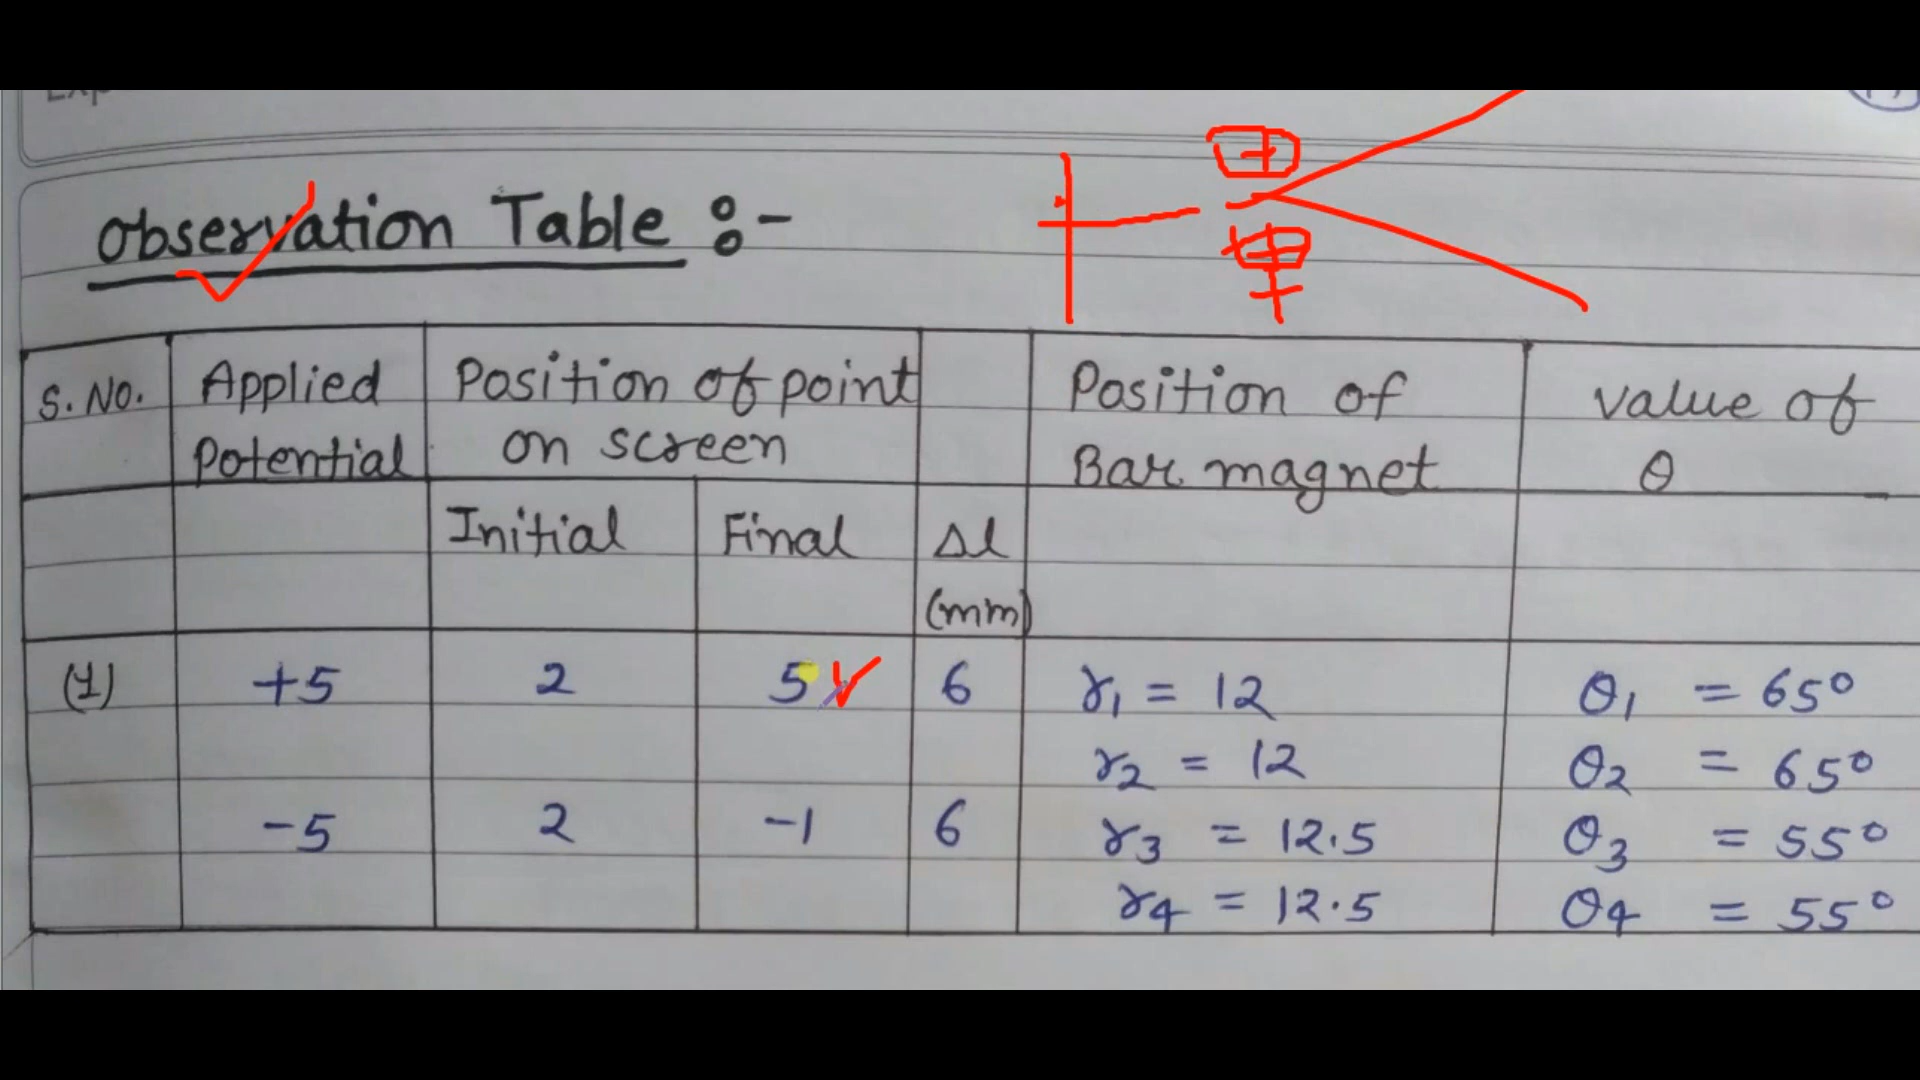 Observation Table :-
S. No.
Applied Potential
Position of point on screen
Position of Bar magnet
value of θ
Initial
Final
Δl (mm)
(1) +5 2 5 6 r1 = 12 θ1 = 65°
r2 = 12 θ2 = 65°
-5 2 -1 6 r3 = 12.5 θ3 = 55°
r4 = 12.5 θ4 = 55°